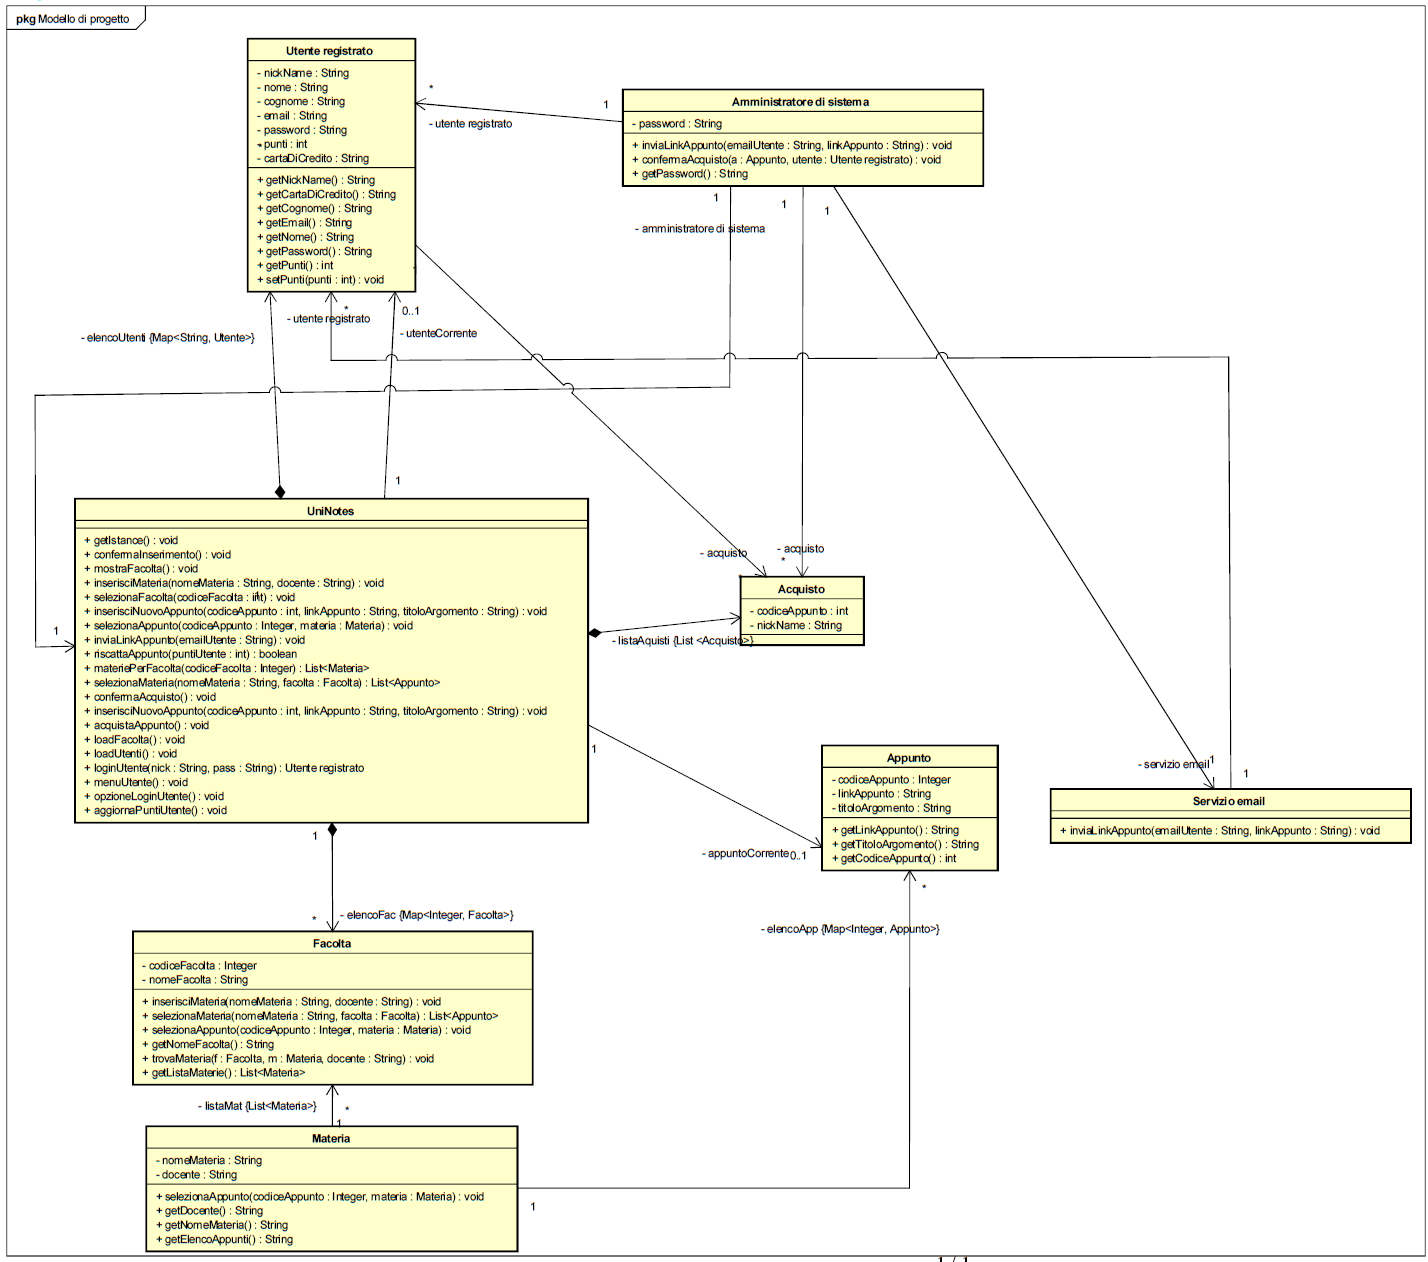 pkg Modello di progetto
Utente registrato
- nickName : String
- nome : String
- cognome : String
- email : String
- password : String
- punti : int
- cartaDiCredito : String
+ getNickName() : String
+ getCartaDiCredito() : String
+ getCognome() : String
+ getEmail() : String
+ getNome() : String
+ getPassword() : String
+ getPunti() : int
+ setPunti(punti : int) : void
*
- utente registrato
1
Amministratore di sistema
- password : String
+ inviaLinkAppunto(emailUtente : String, linkAppunto : String) : void
+ confermaAcquisto(a : Appunto, utente : Utente registrato) : void
+ getPassword() : String
1
1
1
- amministratore di sistema
*
- utente registrato
0..1
- utenteCorrente
- elencoUtenti {Map<String, Utente>}
1
UniNotes
+ getIstance() : void
+ confermaInserimento() : void
+ mostraFacolta() : void
+ inserisciMateria(nomeMateria : String, docente : String) : void
+ selezionaFacolta(codiceFacolta : int) : void
+ inserisciNuovoAppunto(codiceAppunto : int, linkAppunto : String, titoloArgomento : String) : void
+ selezionaAppunto(codiceAppunto : Integer, materia : Materia) : void
+ inviaLinkAppunto(emailUtente : String) : void
+ riscattaAppunto(puntiUtente : int) : boolean
+ materiePerFacolta(codiceFacolta : Integer) : List<Materia>
+ selezionaMateria(nomeMateria : String, facolta : Facolta) : List<Appunto>
+ confermaAcquisto() : void
+ inserisciNuovoAppunto(codiceAppunto : int, linkAppunto : String, titoloArgomento : String) : void
+ acquistaAppunto() : void
+ loadFacolta() : void
+ loadUtenti() : void
+ loginUtente(nick : String, pass : String) : Utente registrato
+ menuUtente() : void
+ opzioneLoginUtente() : void
+ aggiornaPuntiUtente() : void
1
- acquisto
*
- acquisto
*
Acquisto
- codiceAppunto : int
- nickName : String
- listaAquisti {List <Acquisto>}
1
- appuntoCorrente
0..1
Appunto
- codiceAppunto : Integer
- linkAppunto : String
- titoloArgomento : String
+ getLinkAppunto() : String
+ getTitoloArgomento() : String
+ getCodiceAppunto() : int
- servizio email
1
1
Servizio email
+ inviaLinkAppunto(emailUtente : String, linkAppunto : String) : void
1
*
- elencoFac {Map<Integer, Facolta>}
*
- elencoApp {Map<Integer, Appunto>}
Facolta
- codiceFacolta : Integer
- nomeFacolta : String
+ inserisciMateria(nomeMateria : String, docente : String) : void
+ selezionaMateria(nomeMateria : String, facolta : Facolta) : List<Appunto>
+ selezionaAppunto(codiceAppunto : Integer, materia : Materia) : void
+ getNomeFacolta() : String
+ trovaMateria(f : Facolta, m : Materia, docente : String) : void
+ getListaMaterie() : List<Materia>
- listaMat {List<Materia>}
*
1
Materia
- nomeMateria : String
- docente : String
+ selezionaAppunto(codiceAppunto : Integer, materia : Materia) : void
+ getDocente() : String
+ getNomeMateria() : String
+ getElencoAppunti() : String
1
1 / 1